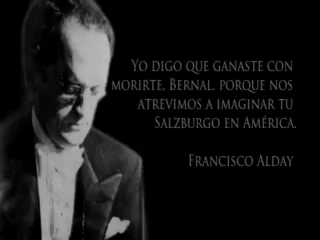 Yo digo que ganaste con
morirte, Bernal, porque nos
atrevimos a imaginar tu
Salzburgo en América.
Francisco Alday